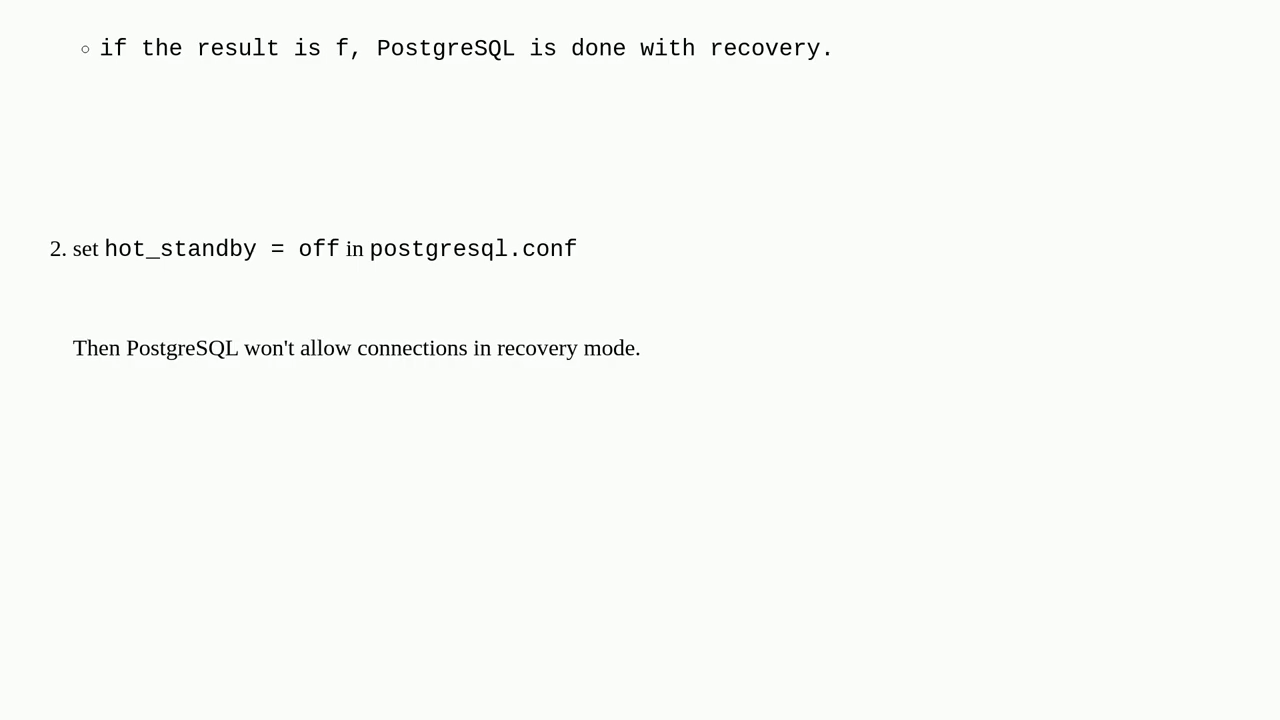 ○ if the result is f, PostgreSQL is done with recovery.
2. set hot_standby = off in postgresql.conf
Then PostgreSQL won't allow connections in recovery mode.